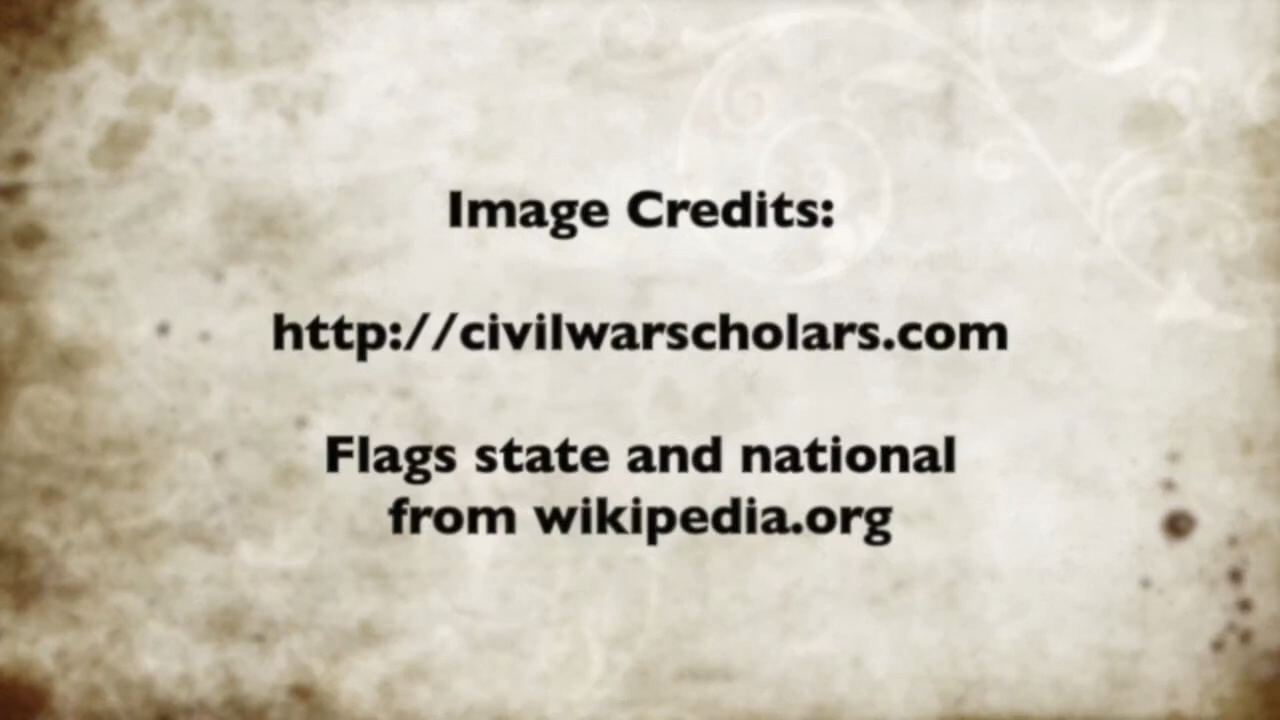 Image Credits:
http://civilwarscholars.com
Flags state and national
from wikipedia.org